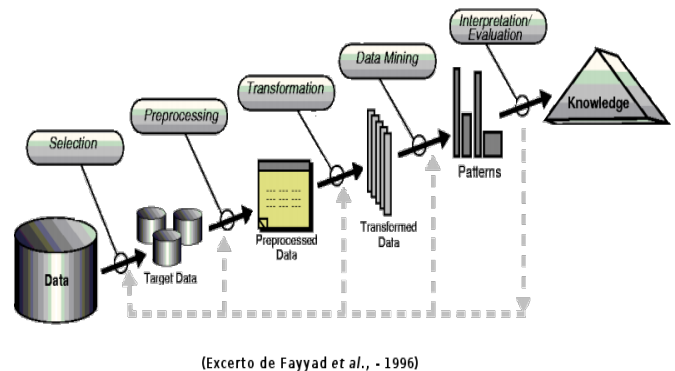 Interpretation/
Evaluation
Data Mining
Transformation
Preprocessing
Selection
Knowledge
Patterns
Transformed
Data
Preprocessed
Data
Target Data
Data
(Excerto de Fayyad et al., - 1996)